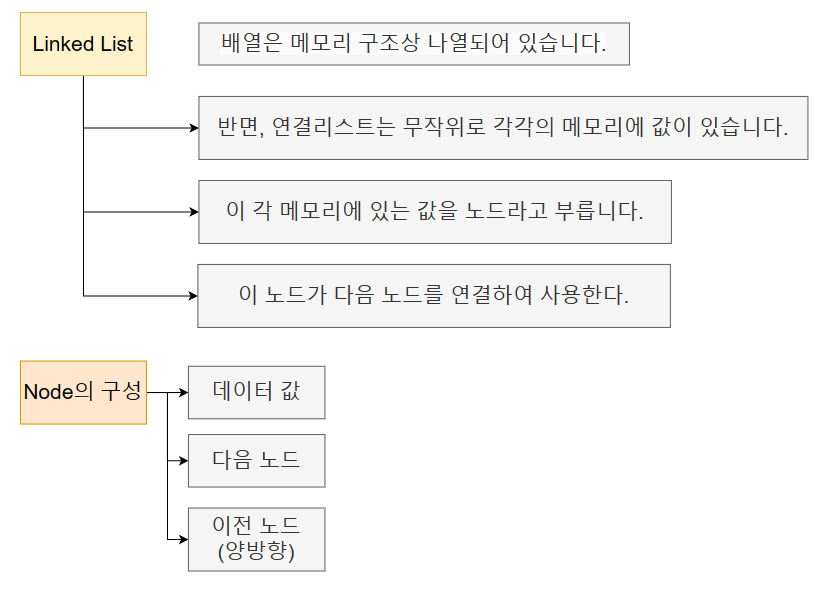 Linked List
배열은 메모리 구조상 나열되어 있습니다.
반면, 연결리스트는 무작위로 각각의 메모리에 값이 있습니다.
이 각 메모리에 있는 값을 노드라고 부릅니다.
이 노드가 다음 노드를 연결하여 사용한다.
Node의 구성
데이터 값
다음 노드
이전 노드
(양방향)